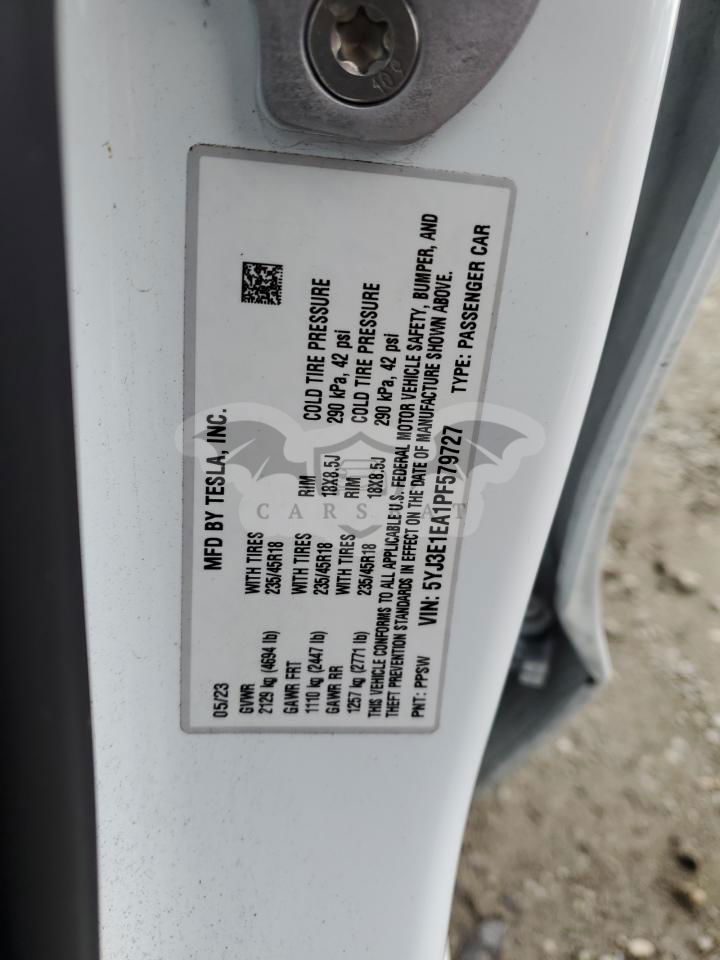 MFD BY TESLA, INC.
05/23
GVWR WITH TIRES
2129 kg (4694 lb) 235/45R18
GAWR FRT WITH TIRES RIM COLD TIRE PRESSURE
1110 kg (2447 lb) 235/45R18 18X8.5J 290 kPa, 42 psi
GAWR RR WITH TIRES RIM COLD TIRE PRESSURE
1257 kg (2771 lb) 235/45R18 18X8.5J 290 kPa, 42 psi
THIS VEHICLE CONFORMS TO ALL APPLICABLE U.S. FEDERAL MOTOR VEHICLE SAFETY, BUMPER, AND
THEFT PREVENTION STANDARDS IN EFFECT ON THE DATE OF MANUFACTURE SHOWN ABOVE.
PNT: PPSW VIN: 5YJ3E1EA1PF579727 TYPE: PASSENGER CAR
109